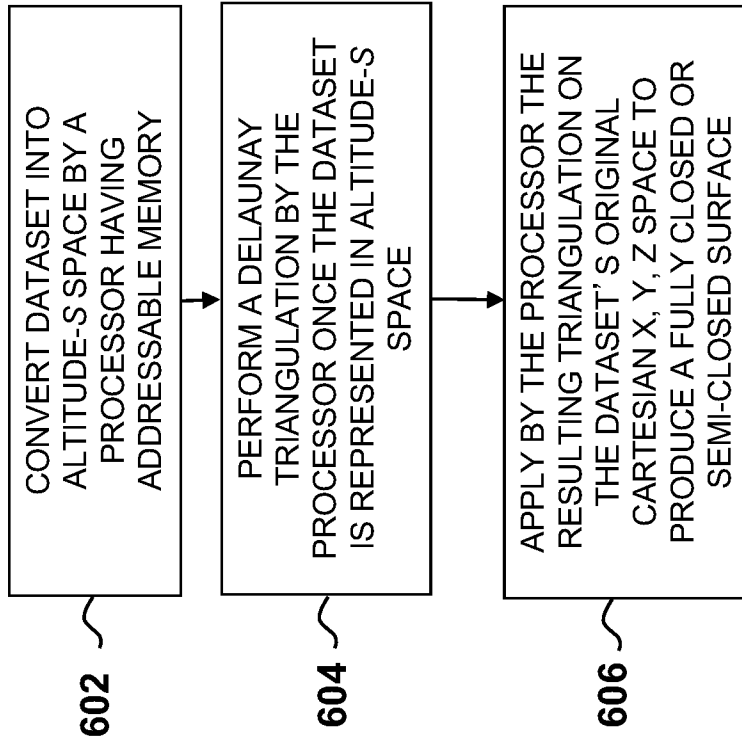 602
CONVERT DATASET INTO
ALTITUDE-S SPACE BY A
PROCESSOR HAVING
ADDRESSABLE MEMORY
604
PERFORM A DELAUNAY
TRIANGULATION BY THE
PROCESSOR ONCE THE DATASET
IS REPRESENTED IN ALTITUDE-S
SPACE
606
APPLY BY THE PROCESSOR THE
RESULTING TRIANGULATION ON
THE DATASET'S ORIGINAL
CARTESIAN X, Y, Z SPACE TO
PRODUCE A FULLY CLOSED OR
SEMI-CLOSED SURFACE